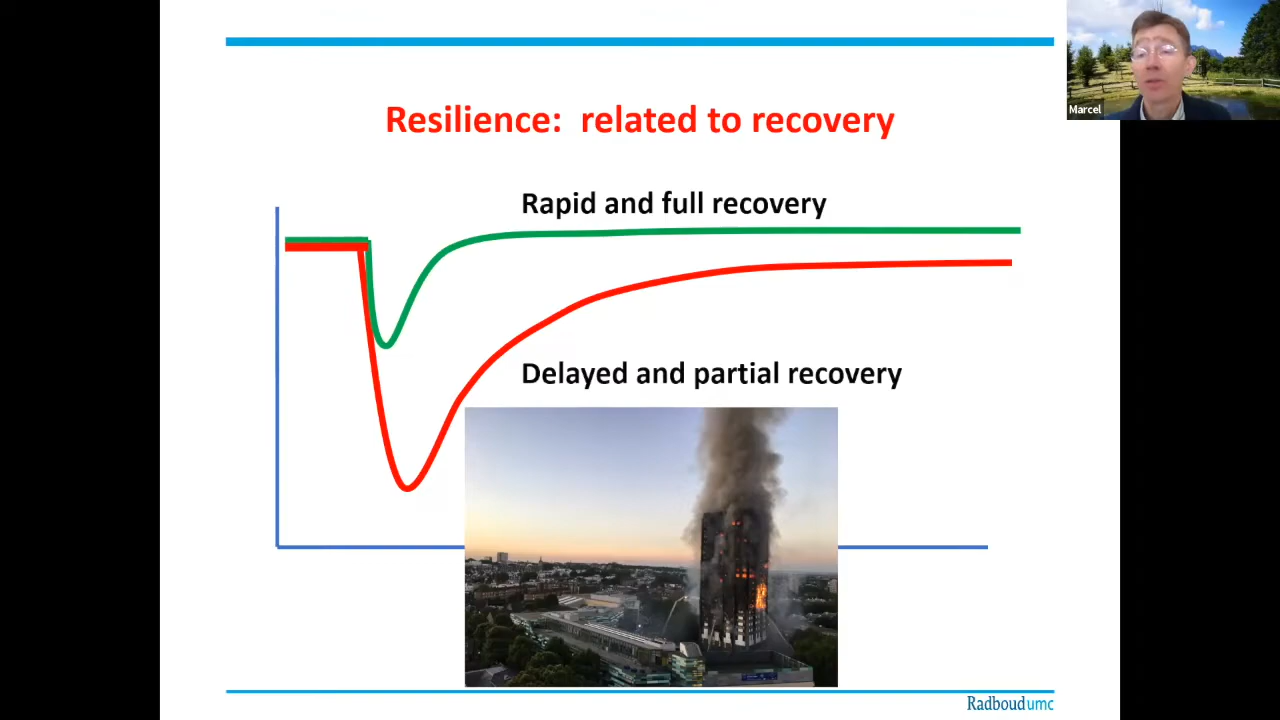 Marcel
Resilience: related to recovery
Rapid and full recovery
Delayed and partial recovery
Radboudumc